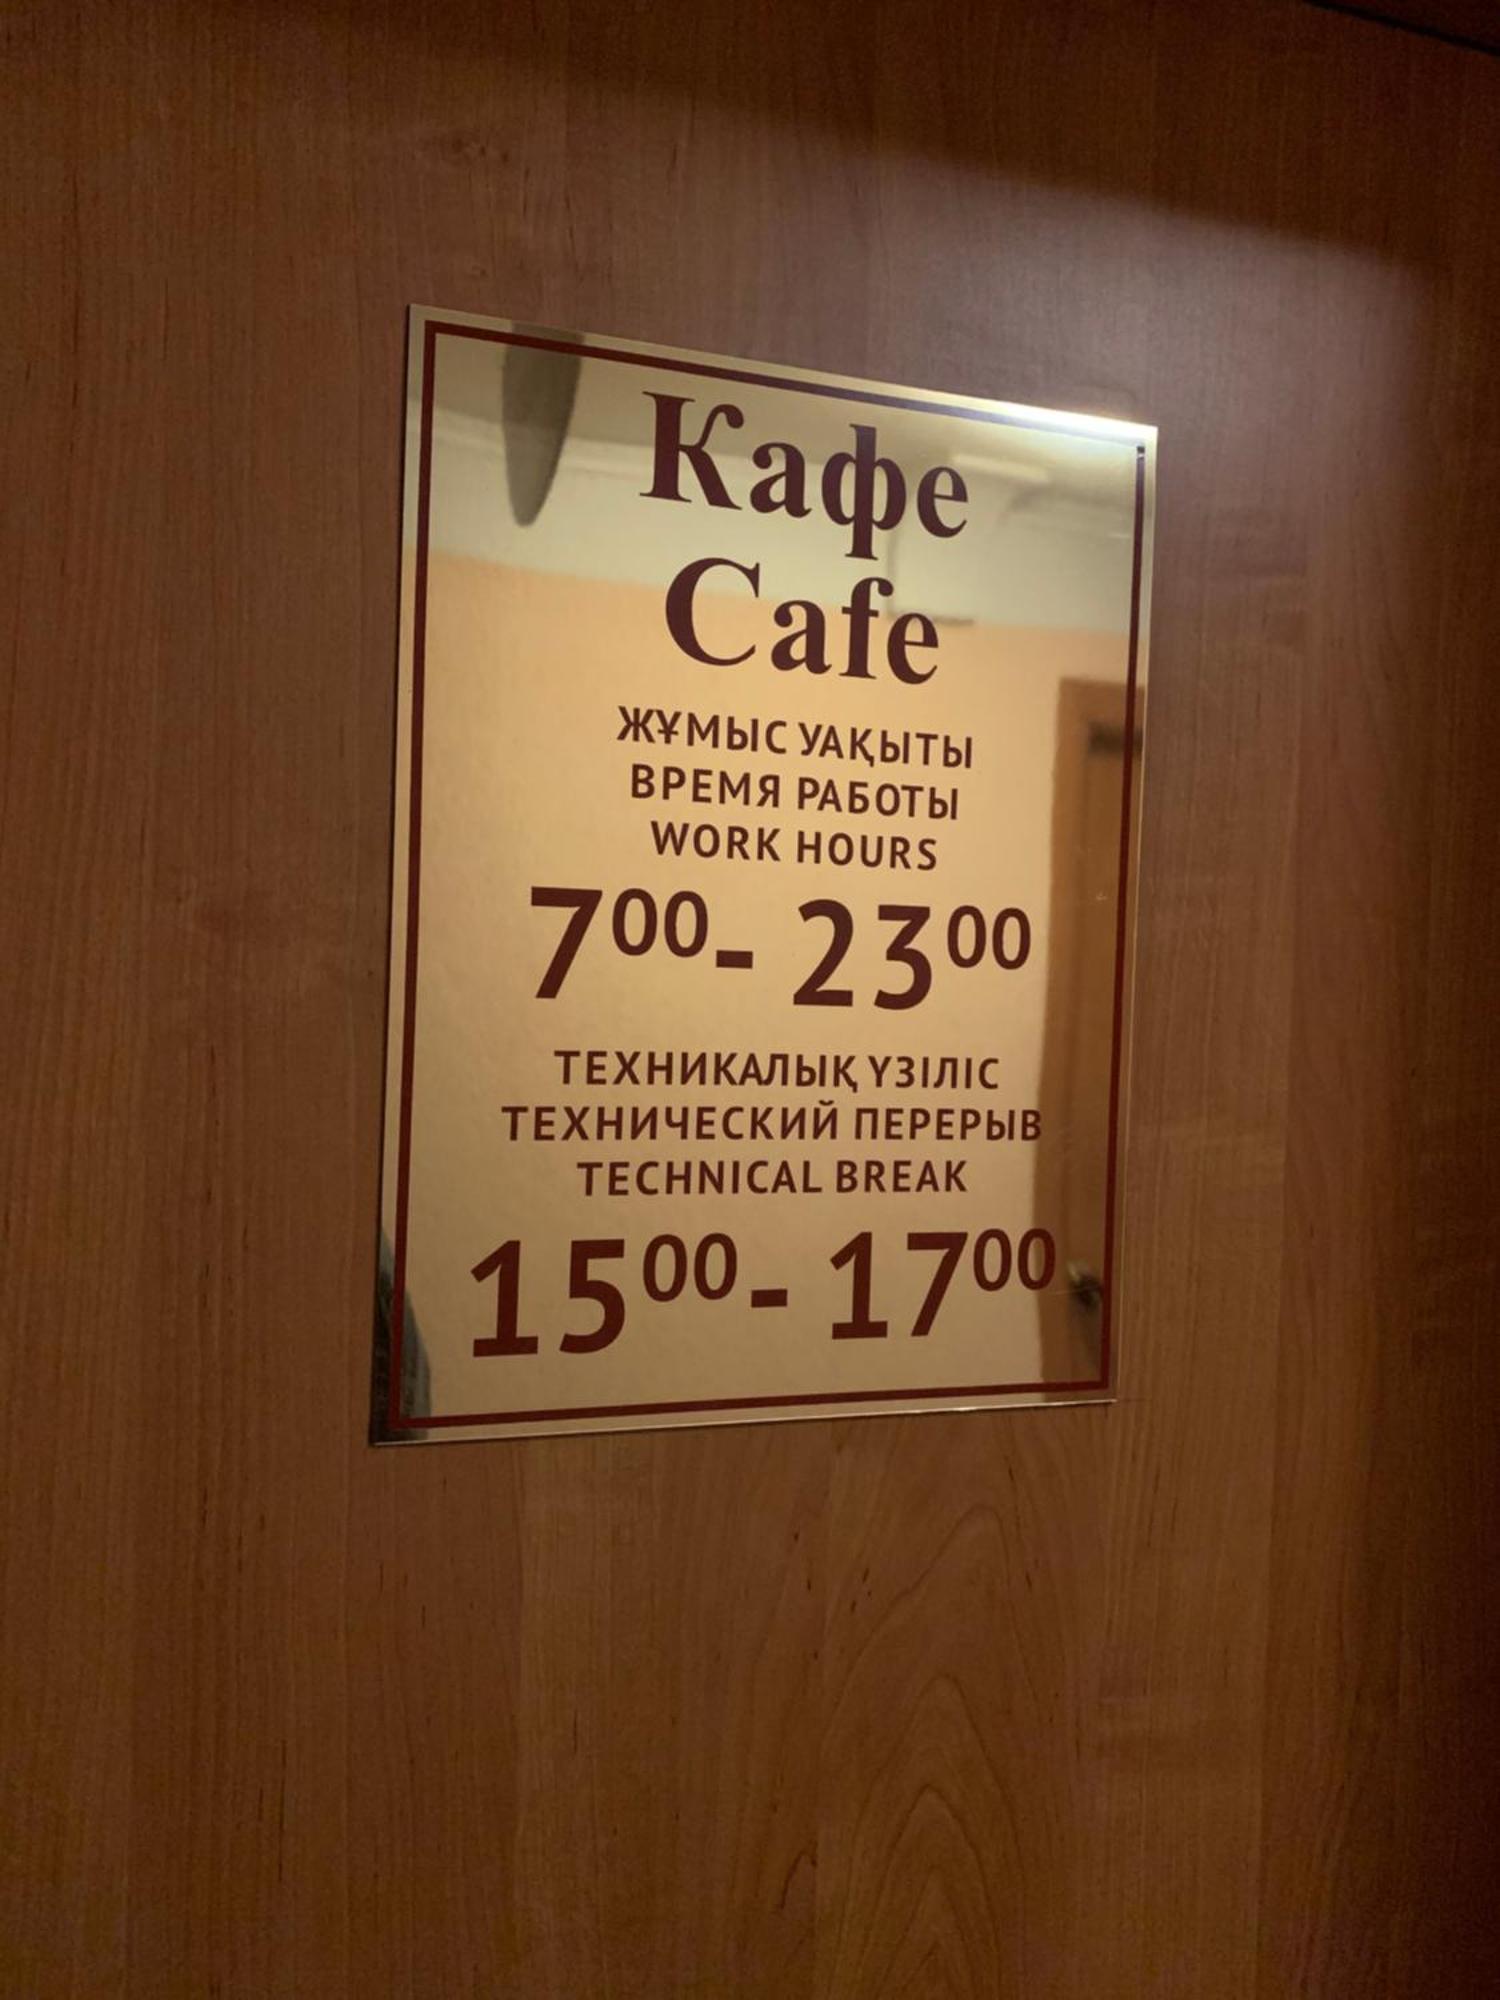 Кафе
Cafe
ЖҰМЫС УАҚЫТЫ
ВРЕМЯ РАБОТЫ
WORK HOURS
7⁰⁰- 23⁰⁰
ТЕХНИКАЛЫҚ ҮЗІЛІС
ТЕХНИЧЕСКИЙ ПЕРЕРЫВ
TECHNICAL BREAK
15⁰⁰- 17⁰⁰